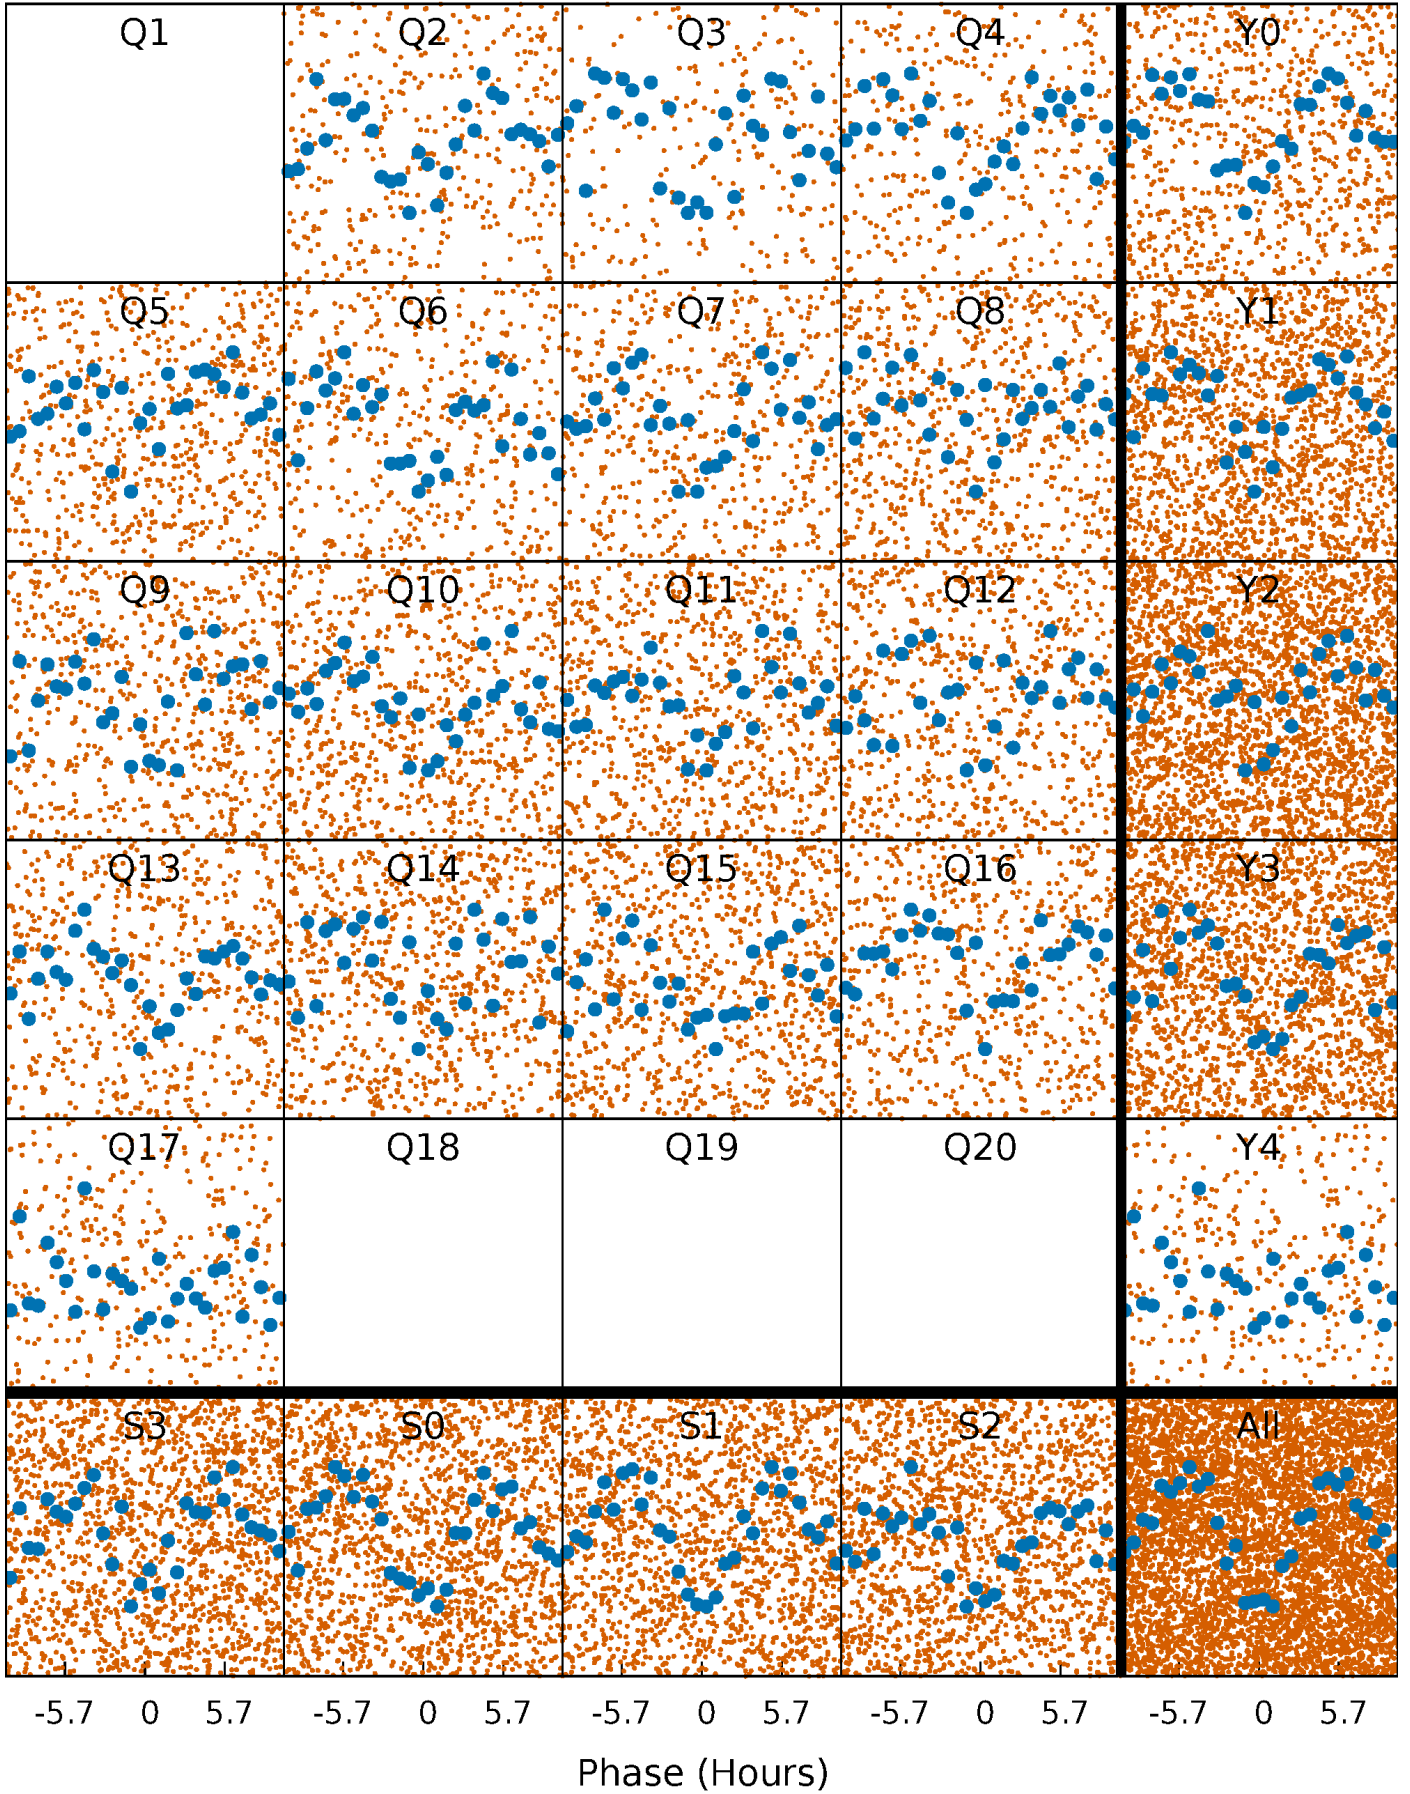 Q1 Q2 Q3 Q4 Y0
Q5 Q6 Q7 Q8 Y1
Q9 Q10 Q11 Q12 Y2
Q13 Q14 Q15 Q16 Y3
Q17 Q18 Q19 Q20 Y4
S3 S0 S1 S2 All
-5.7 0 5.7 -5.7 0 5.7 -5.7 0 5.7 -5.7 0 5.7 -5.7 0 5.7
Phase (Hours)